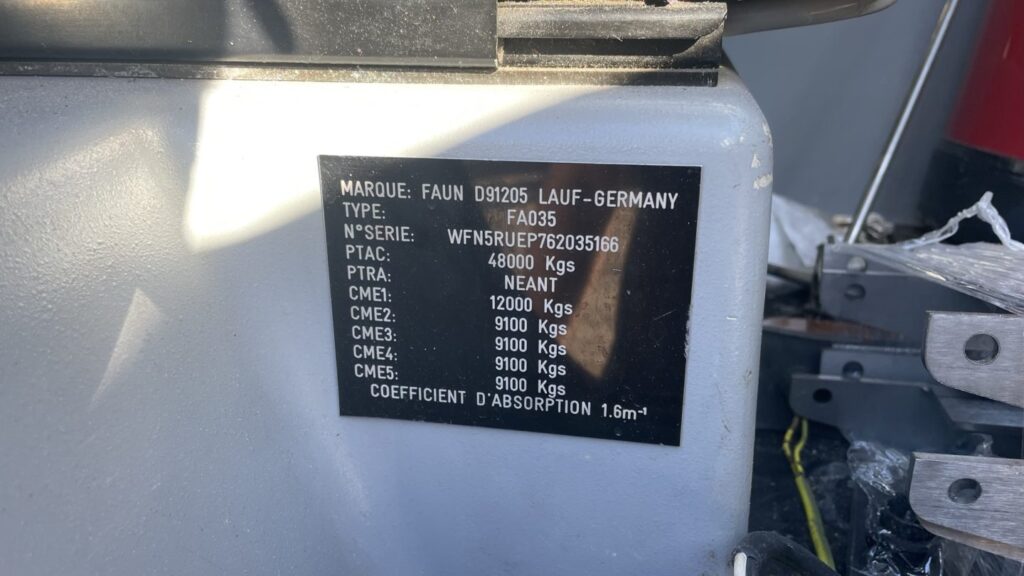 MARQUE: FAUN D91205 LAUF-GERMANY
TYPE: FA035
N°SERIE: WFN5RUEP762035166
PTAC: 48000 Kgs
PTRA: NEANT
CME1: 12000 Kgs
CME2: 9100 Kgs
CME3: 9100 Kgs
CME4: 9100 Kgs
CME5: 9100 Kgs
COEFFICIENT D'ABSORPTION 1.6m⁻¹